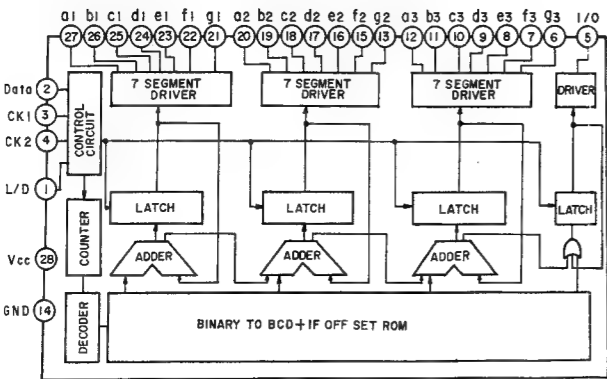 a1 b1 c1 d1 e1 f1 g1 a2 b2 c2 d2 e2 f2 g2 a3 b3 c3 d3 e3 f3 g3 I/O
27 26 25 24 23 22 21 20 19 18 17 16 15 13 12 11 10 9 8 7 6 5
7 SEGMENT DRIVER
7 SEGMENT DRIVER
7 SEGMENT DRIVER
DRIVER
Data 2
CK1 3
CK2 4
L/D 1
CONTROL CIRCUIT
LATCH
LATCH
LATCH
LATCH
COUNTER
ADDER
ADDER
ADDER
Vcc 28
GND 14
DECODER
BINARY TO BCD+IF OFF SET ROM